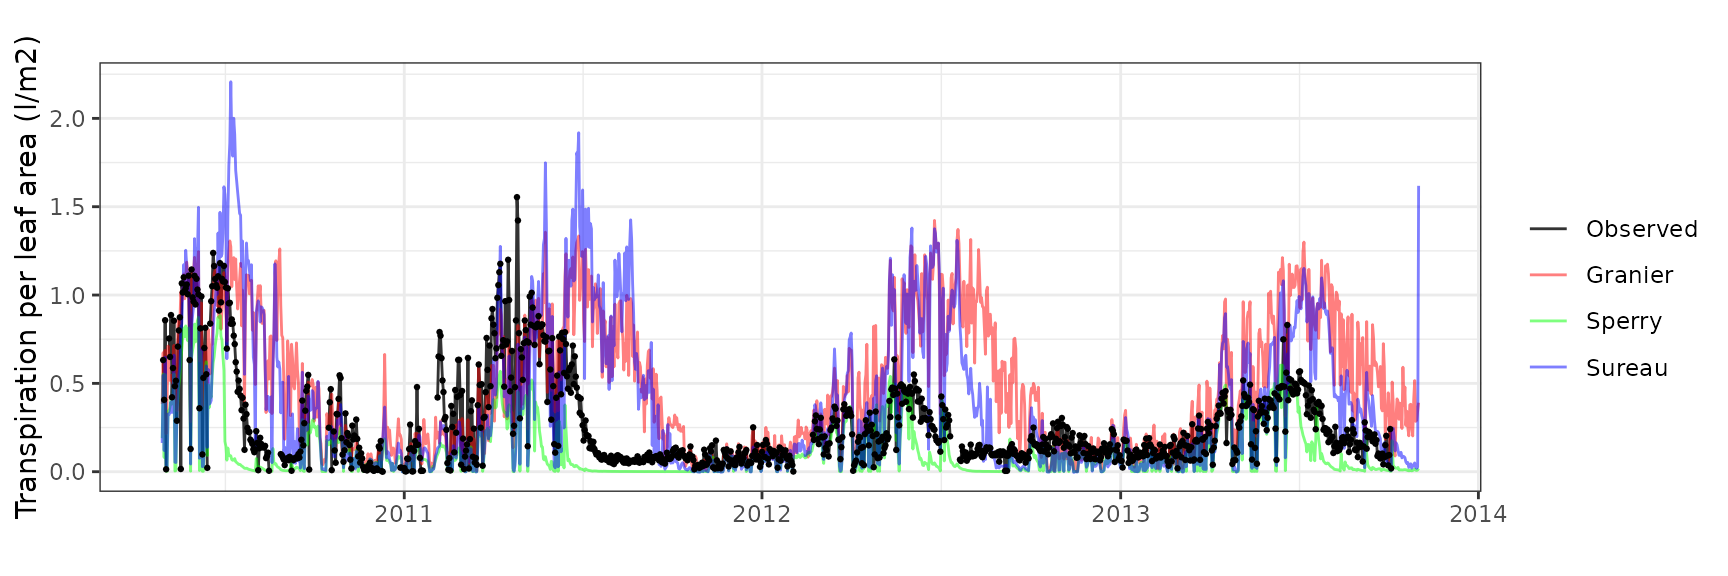 Transpiration per leaf area (l/m2)
2.0
1.5
1.0
0.5
0.0
2011
2012
2013
2014
Observed
Granier
Sperry
Sureau